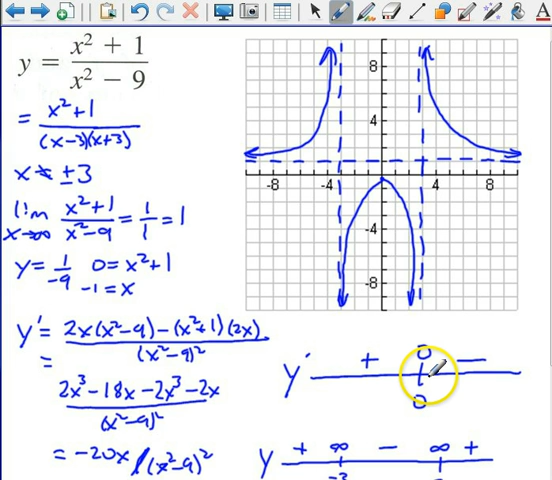 y = x² + 1 / x² − 9
= x²+1 / (x-3)(x+3)
x ≠ ±3
lim x→∞ x²+1 / x²-9 = 1/1 = 1
y = 1/-9   0 = x²+1
-1 = x
y' = 2x(x²-9) - (x²+1)(2x) / (x²-9)²
=
2x³ - 18x - 2x³ - 2x / (x²-9)²
= -20x / (x²-9)²
8
4
-8 -4 4 8
-4
-8
+ 0 −
y'
0
+ ∞ − ∞ +
y
-3